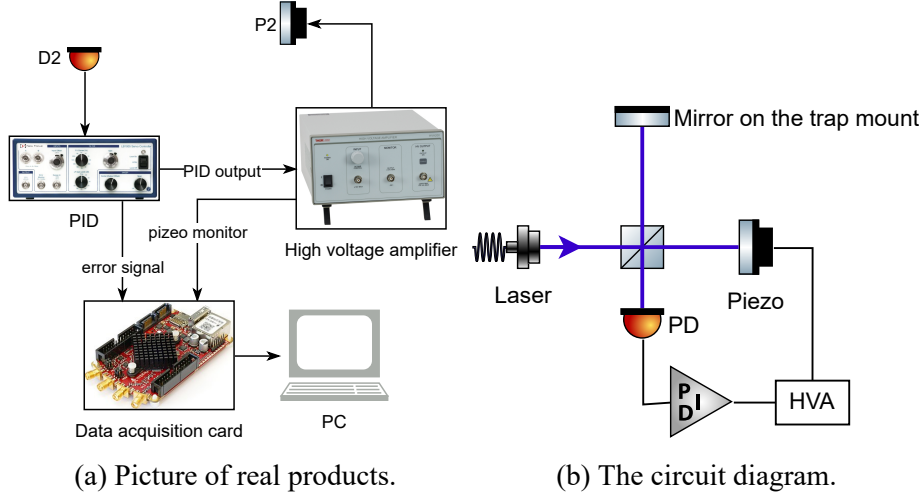 P2
D2
PID output
PID
pizeo monitor
High voltage amplifier
error signal
Data acquisition card
PC
(a) Picture of real products.
Mirror on the trap mount
Laser
Piezo
PD
P
I
D
HVA
(b) The circuit diagram.